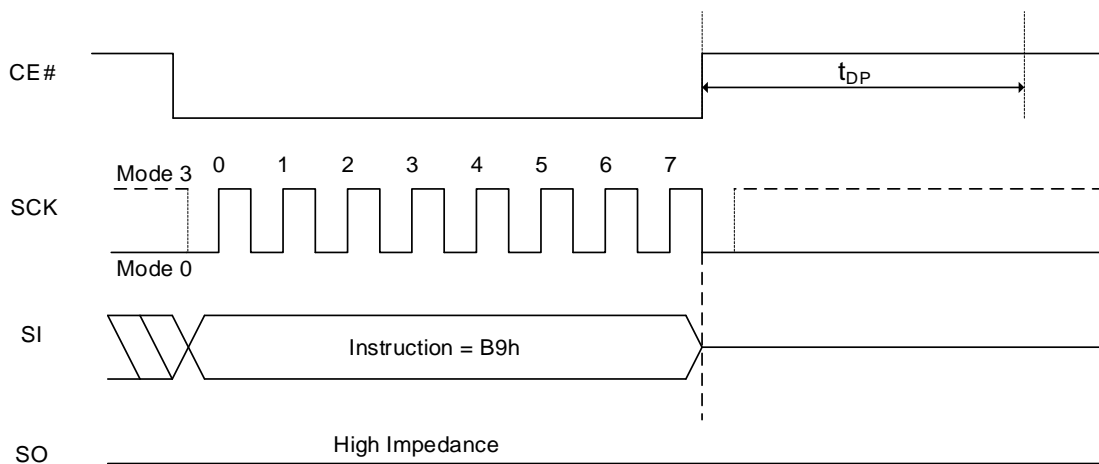 CE#
tDP
Mode 3
0 1 2 3 4 5 6 7
SCK
Mode 0
SI
Instruction = B9h
High Impedance
SO